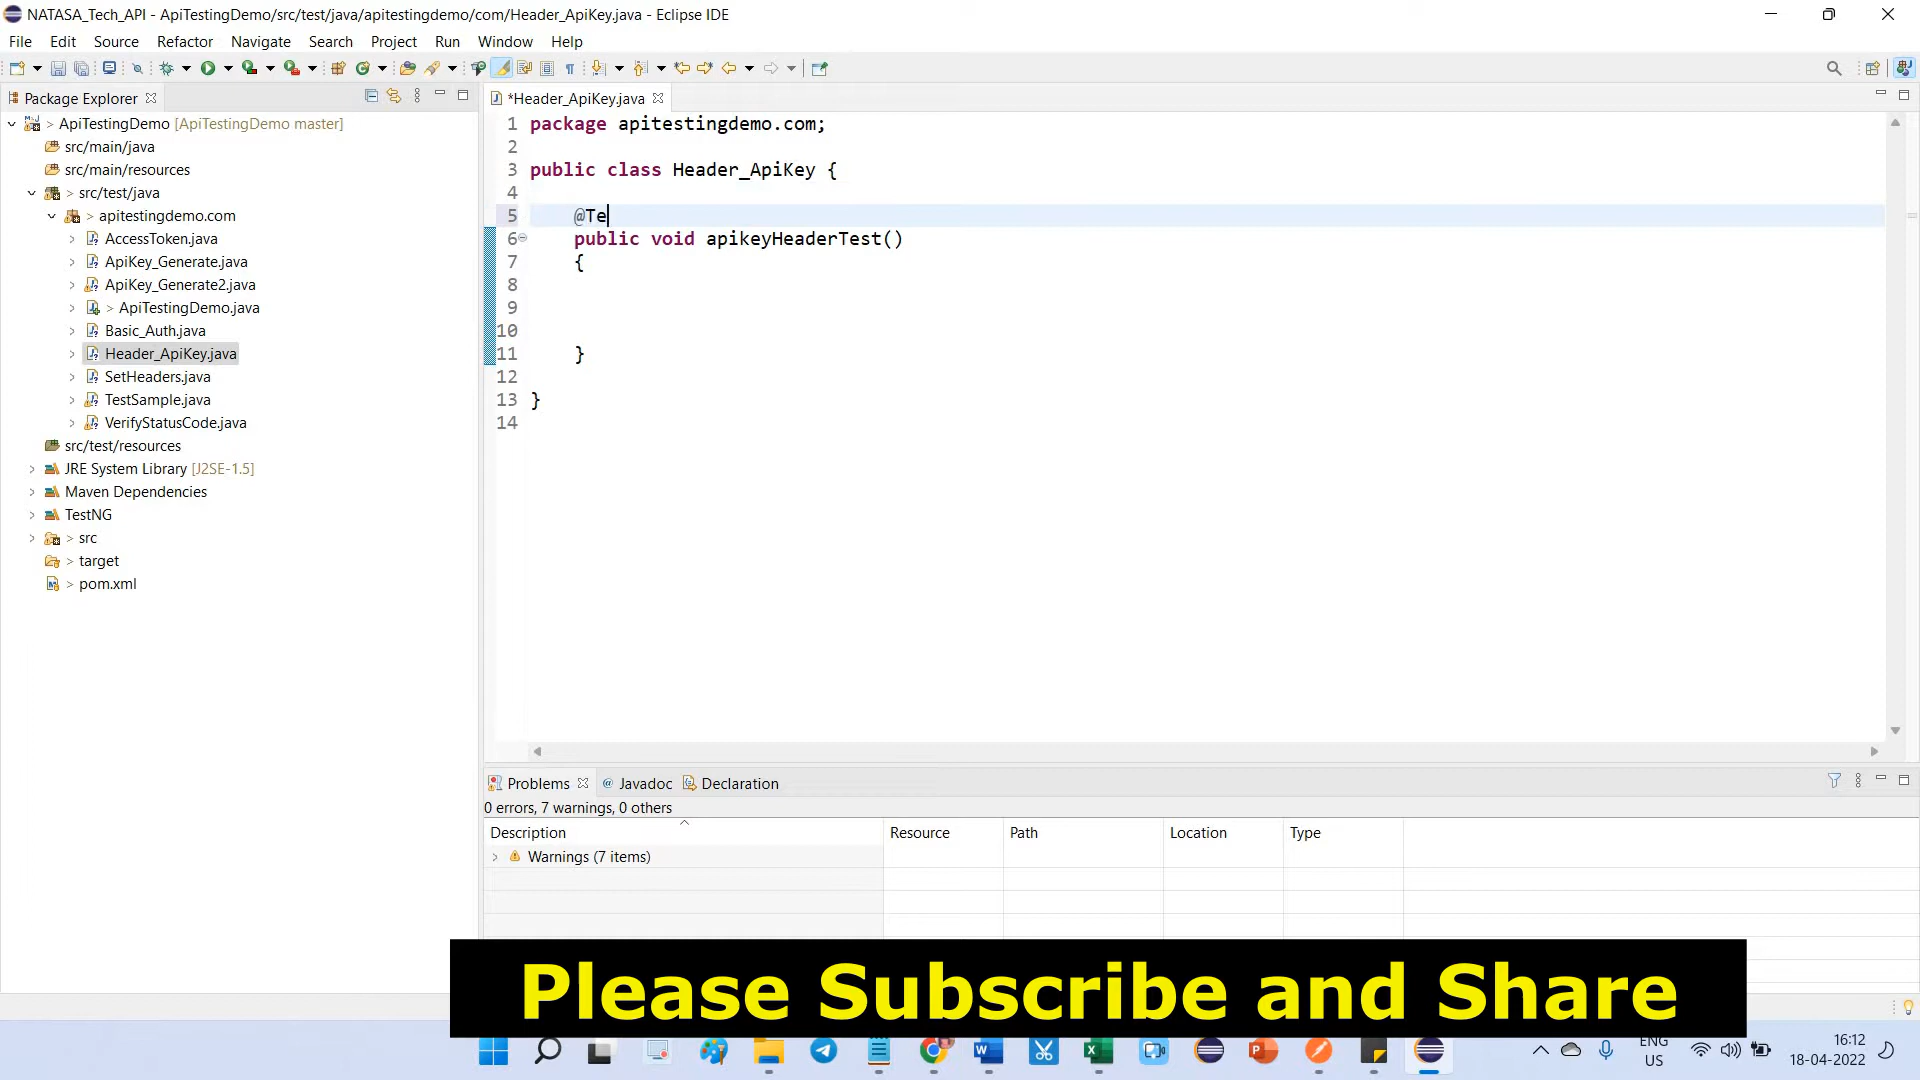 NATASA_Tech_API - ApiTestingDemo/src/test/java/apitestingdemo/com/Header_ApiKey.java - Eclipse IDE
File Edit Source Refactor Navigate Search Project Run Window Help
Package Explorer
> ApiTestingDemo [ApiTestingDemo master]
src/main/java
src/main/resources
> src/test/java
> apitestingdemo.com
AccessToken.java
ApiKey_Generate.java
ApiKey_Generate2.java
> ApiTestingDemo.java
Basic_Auth.java
Header_ApiKey.java
SetHeaders.java
TestSample.java
VerifyStatusCode.java
src/test/resources
JRE System Library [J2SE-1.5]
Maven Dependencies
TestNG
> src
> target
> pom.xml
*Header_ApiKey.java
1 package apitestingdemo.com;
2
3 public class Header_ApiKey {
4
5 @Te
6 public void apikeyHeaderTest()
7 {
8
9
10
11 }
12
13 }
14
Problems @ Javadoc Declaration
0 errors, 7 warnings, 0 others
Description Resource Path Location Type
Warnings (7 items)
Please Subscribe and Share
ENG
US
16:12
18-04-2022